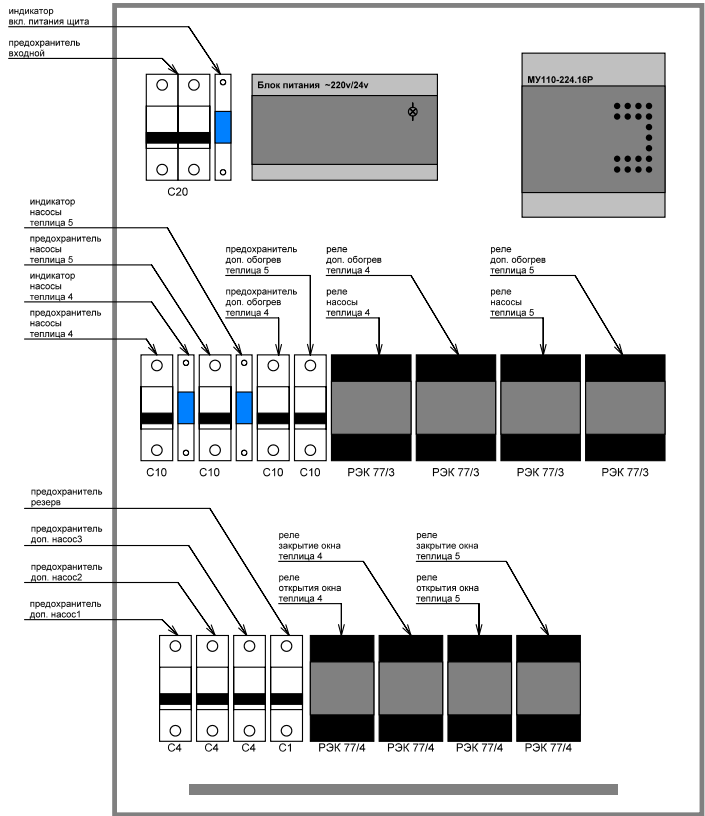 индикатор
вкл. питания щита
предохранитель
входной
Блок питания ~220v/24v
МУ110-224.16Р
С20
индикатор
насосы
теплица 5
предохранитель
насосы
теплица 5
индикатор
насосы
теплица 4
предохранитель
насосы
теплица 4
предохранитель
доп. обогрев
теплица 5
предохранитель
доп. обогрев
теплица 4
реле
доп. обогрев
теплица 4
реле
насосы
теплица 4
реле
доп. обогрев
теплица 5
реле
насосы
теплица 5
С10
С10
С10
С10
РЭК 77/3
РЭК 77/3
РЭК 77/3
РЭК 77/3
предохранитель
резерв
предохранитель
доп. насос3
предохранитель
доп. насос2
предохранитель
доп. насос1
реле
закрытие окна
теплица 4
реле
открытия окна
теплица 4
реле
закрытие окна
теплица 5
реле
открытия окна
теплица 5
С4
С4
С4
С1
РЭК 77/4
РЭК 77/4
РЭК 77/4
РЭК 77/4